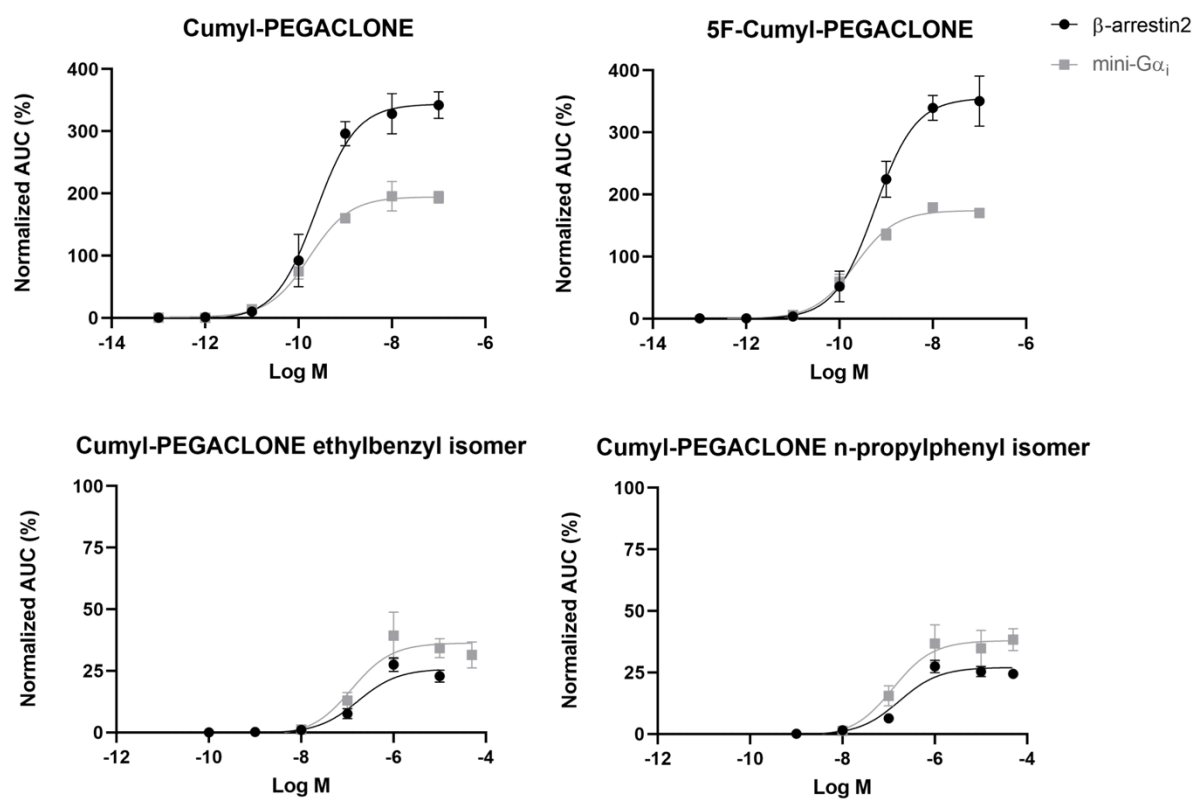 Cumyl-PEGACLONE
400
300
200
100
0
Normalized AUC (%)
-14 -12 -10 -8 -6
Log M
5F-Cumyl-PEGACLONE
400
300
200
100
0
Normalized AUC (%)
-14 -12 -10 -8 -6
Log M
β-arrestin2
mini-Gαi
Cumyl-PEGACLONE ethylbenzyl isomer
100
75
50
25
0
Normalized AUC (%)
-12 -10 -8 -6 -4
Log M
Cumyl-PEGACLONE n-propylphenyl isomer
100
75
50
25
0
Normalized AUC (%)
-12 -10 -8 -6 -4
Log M